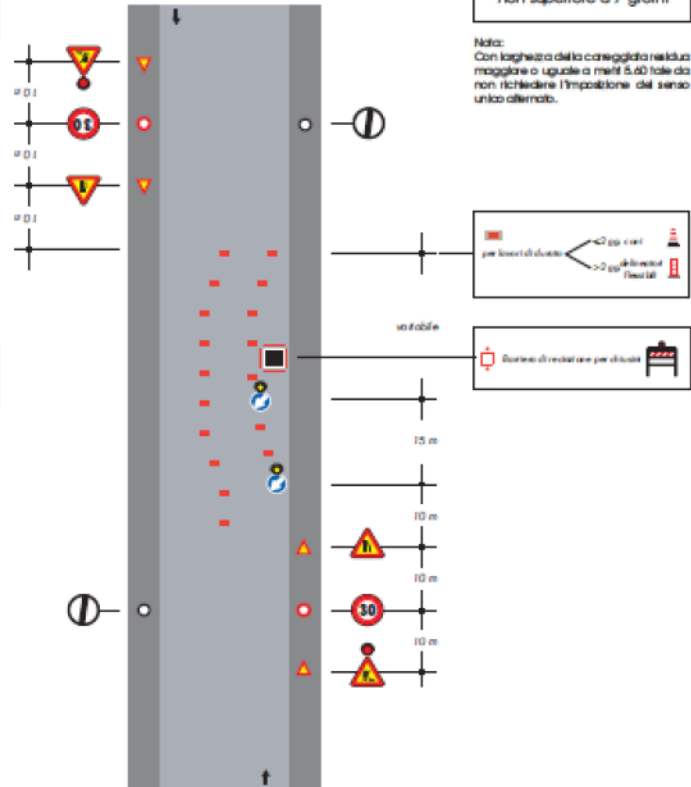 non superiore a 7 giorni
Nota:
Con larghezza della careggiata residua
maggiore o uguale a metri 5.60 tale da
non richiedere l'imposizione del senso
unico alternato.
30
per lavori di durata
<2 gg coni
>2 gg delineatori
flessibili
variabile
Barriera di recinzione per chiusini
15 m
10 m
10 m
30
10 m